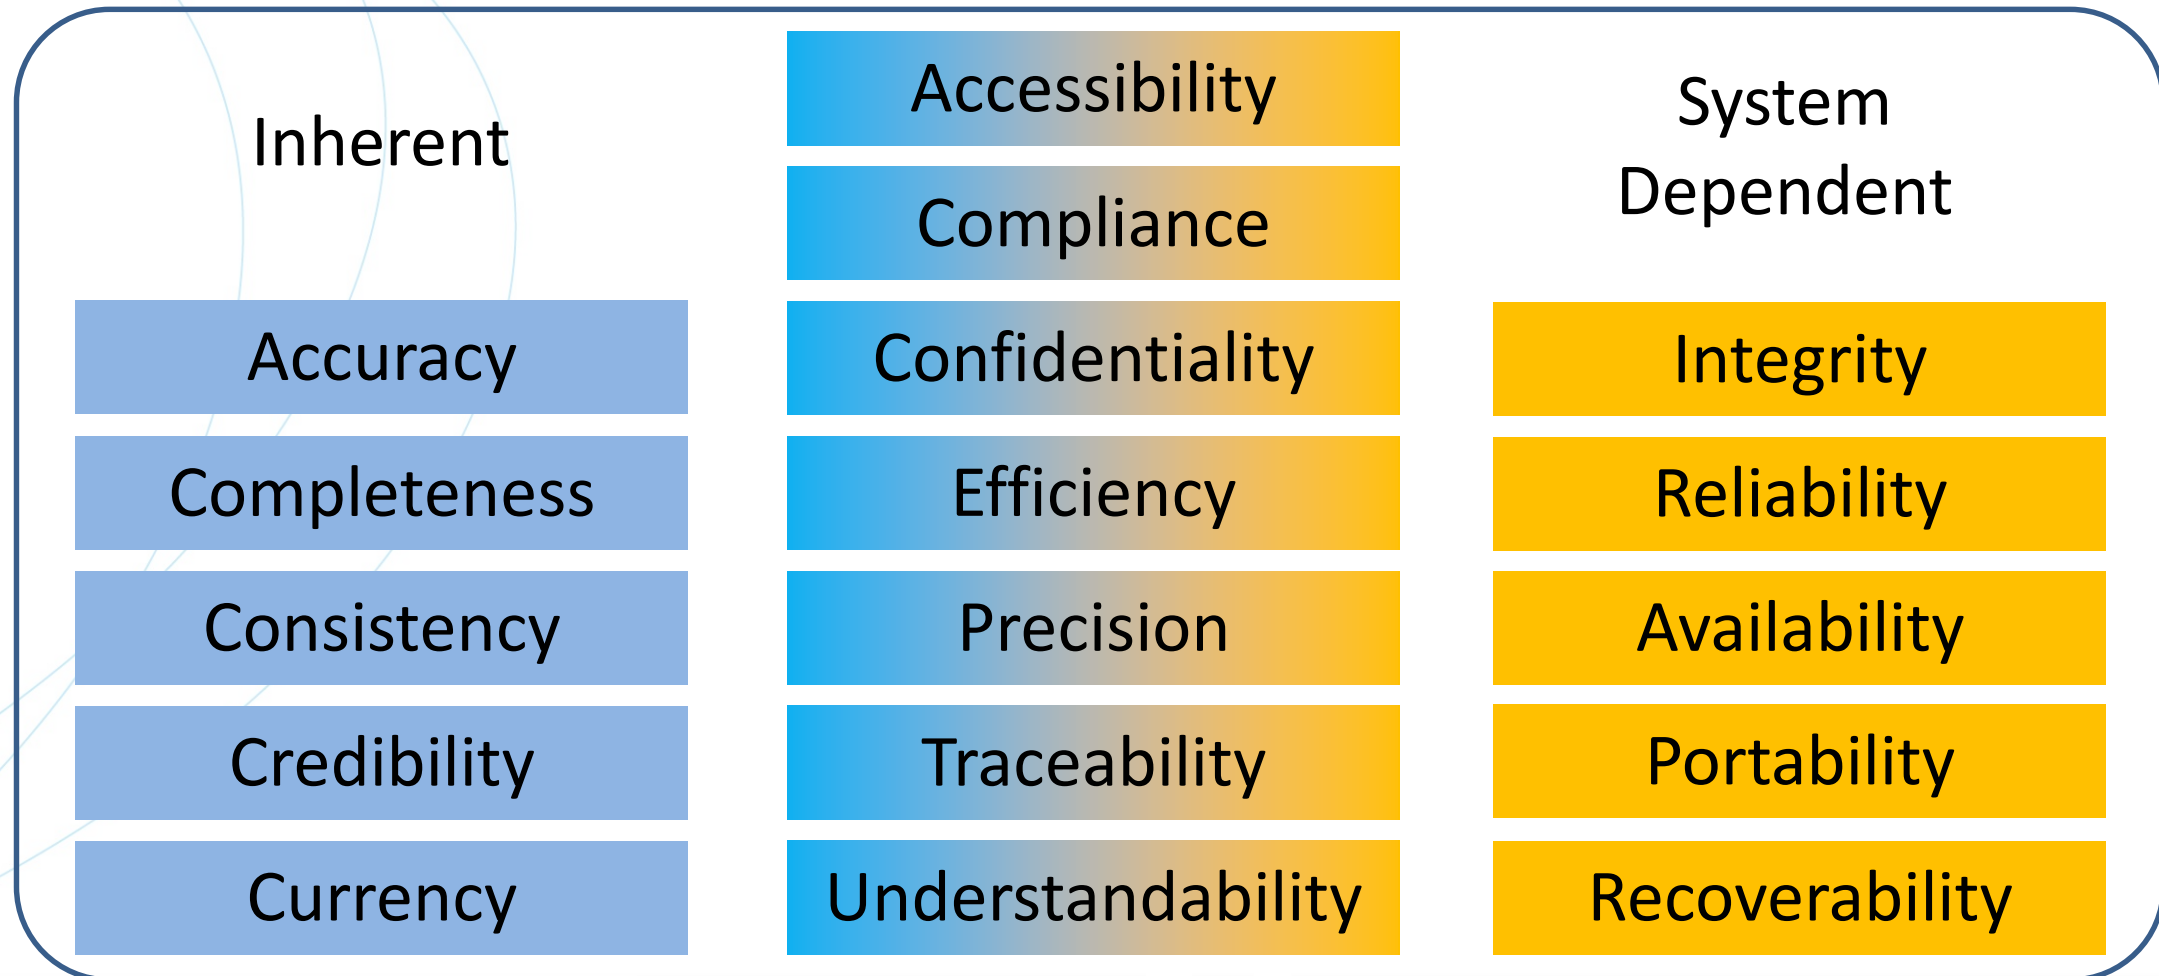 Inherent
Accuracy
Completeness
Consistency
Credibility
Currency
Accessibility
Compliance
Confidentiality
Efficiency
Precision
Traceability
Understandability
System
Dependent
Integrity
Reliability
Availability
Portability
Recoverability